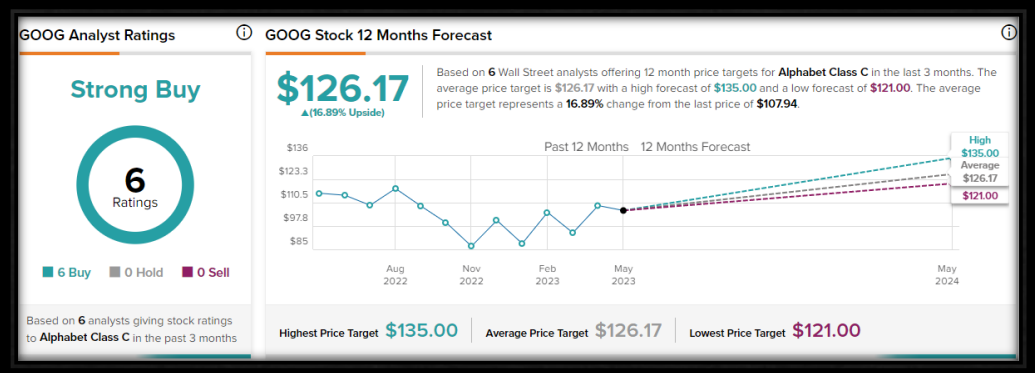 GOOG Analyst Ratings
Strong Buy
6
Ratings
6 Buy 0 Hold 0 Sell
Based on 6 analysts giving stock ratings
to Alphabet Class C in the past 3 months
GOOG Stock 12 Months Forecast
$126.17
▲(16.89% Upside)
Based on 6 Wall Street analysts offering 12 month price targets for Alphabet Class C in the last 3 months. The
average price target is $126.17 with a high forecast of $135.00 and a low forecast of $121.00. The average
price target represents a 16.89% change from the last price of $107.94.
Past 12 Months 12 Months Forecast
$136
$123.3
$110.5
$97.8
$85
High
$135.00
Average
$126.17
$121.00
Aug 2022
Nov 2022
Feb 2023
May 2023
May 2024
Highest Price Target $135.00
Average Price Target $126.17
Lowest Price Target $121.00